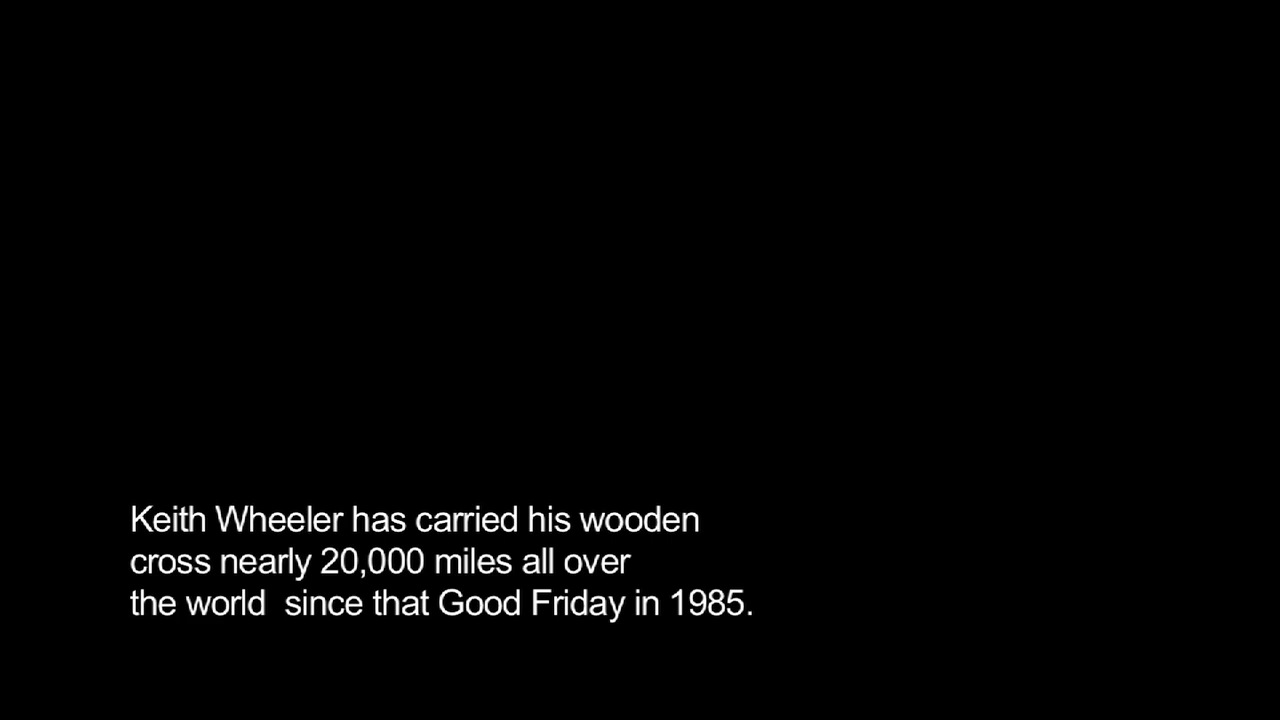 Keith Wheeler has carried his wooden
cross nearly 20,000 miles all over
the world  since that Good Friday in 1985.